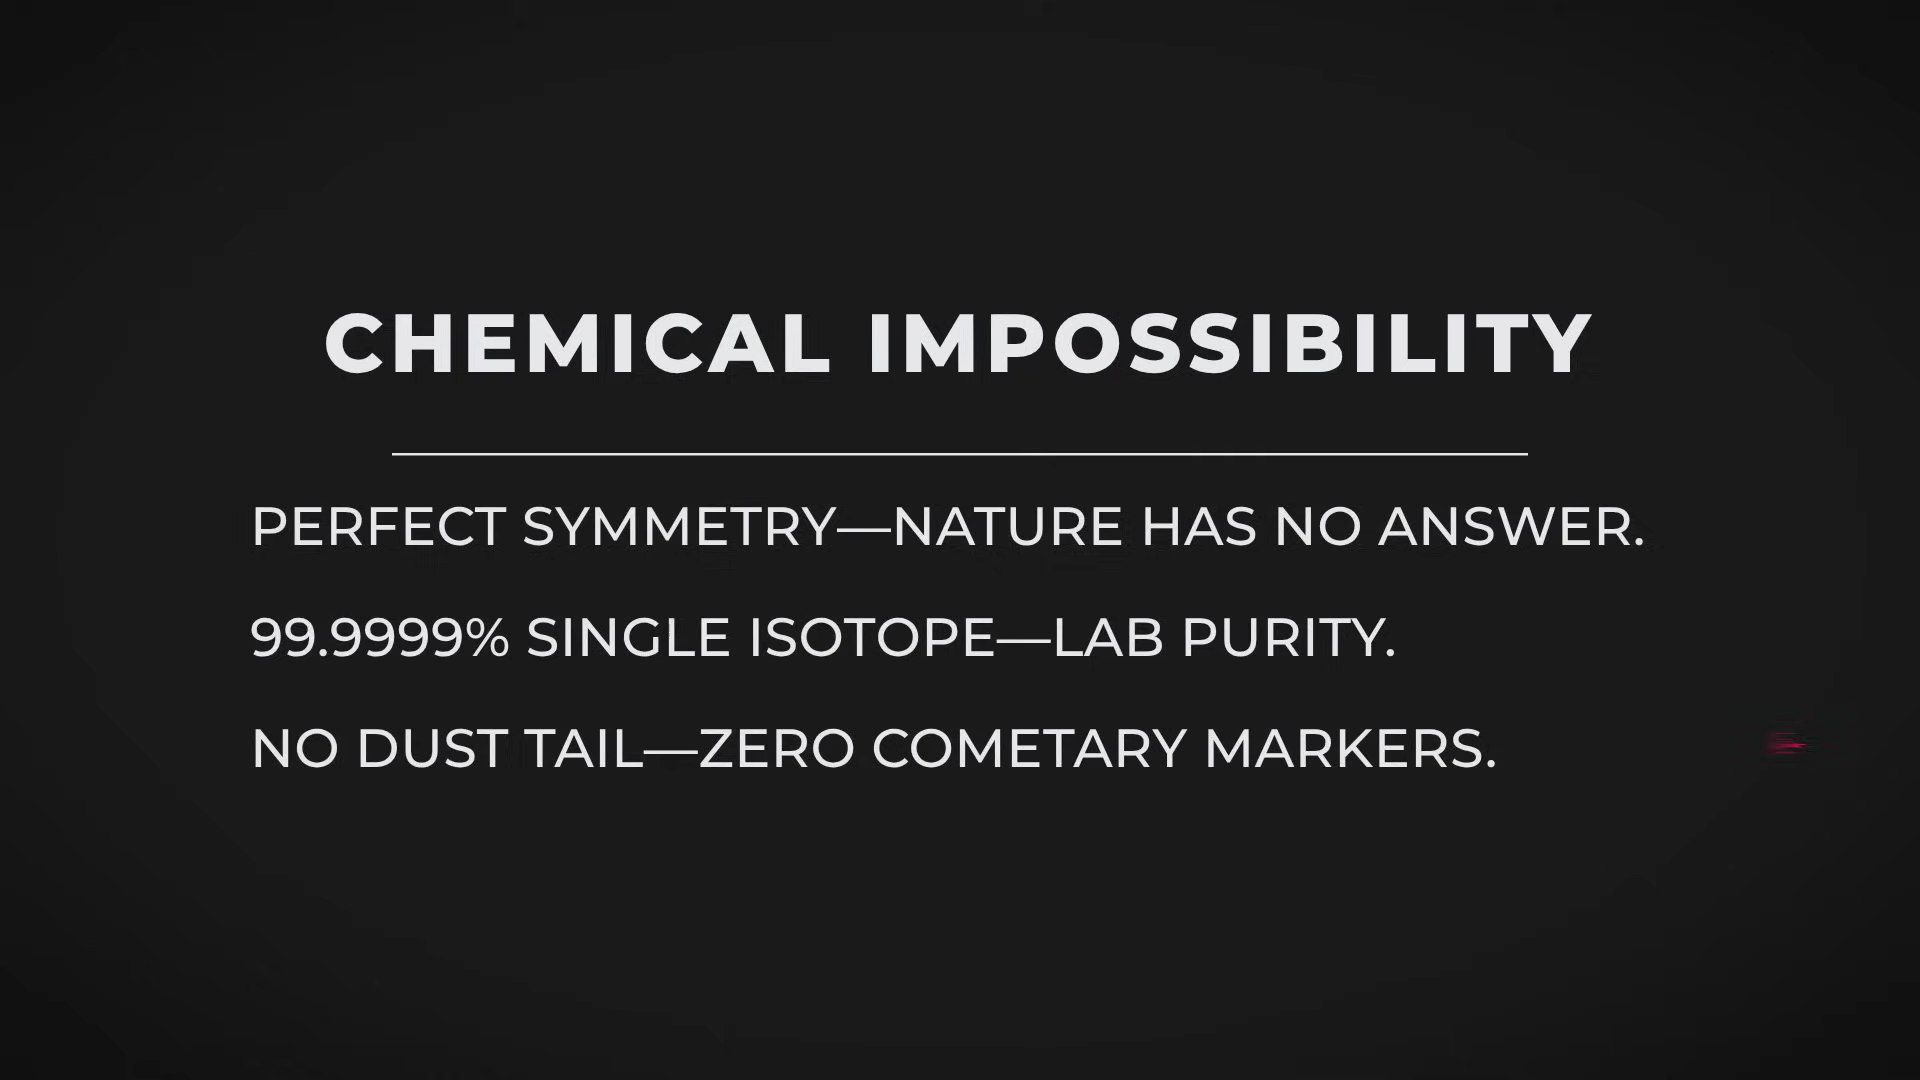 CHEMICAL IMPOSSIBILITY
PERFECT SYMMETRY—NATURE HAS NO ANSWER.
99.9999% SINGLE ISOTOPE—LAB PURITY.
NO DUST TAIL—ZERO COMETARY MARKERS.